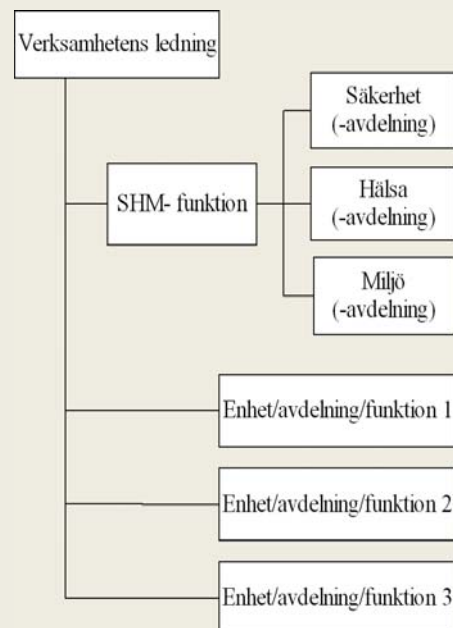 Verksamhetens ledning
Säkerhet
(-avdelning)
SHM- funktion
Hälsa
(-avdelning)
Miljö
(-avdelning)
Enhet/avdelning/funktion 1
Enhet/avdelning/funktion 2
Enhet/avdelning/funktion 3